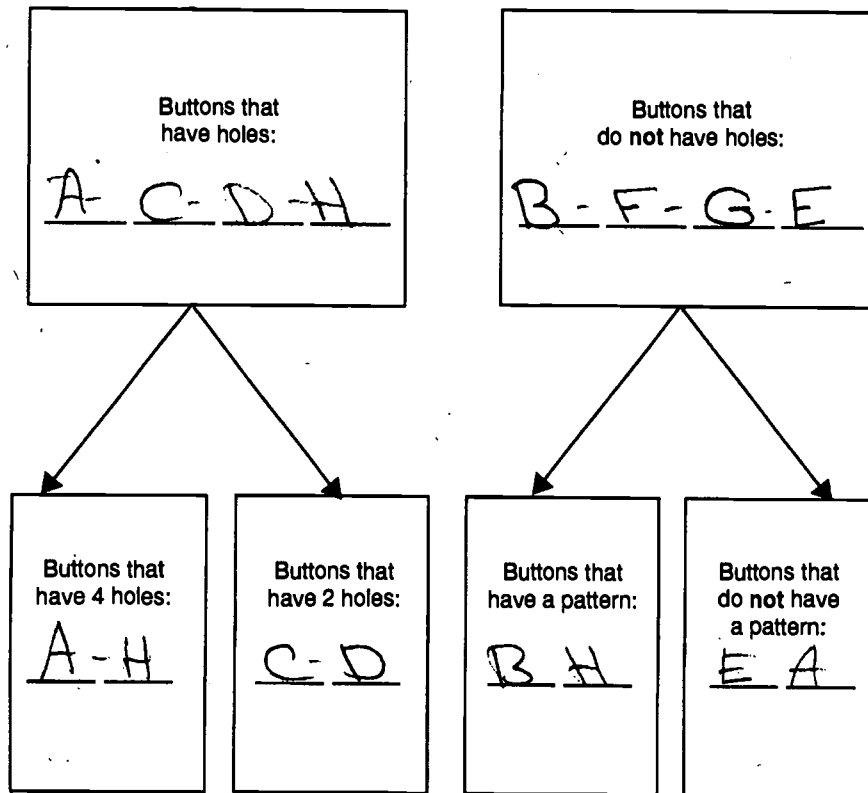 Buttons that
have holes:
A- C- D-H
Buttons that
do not have holes:
B - F - G - E
Buttons that
have 4 holes:
A-H
Buttons that
have 2 holes:
C-D
Buttons that
have a pattern:
B H
Buttons that
do not have
a pattern:
E A